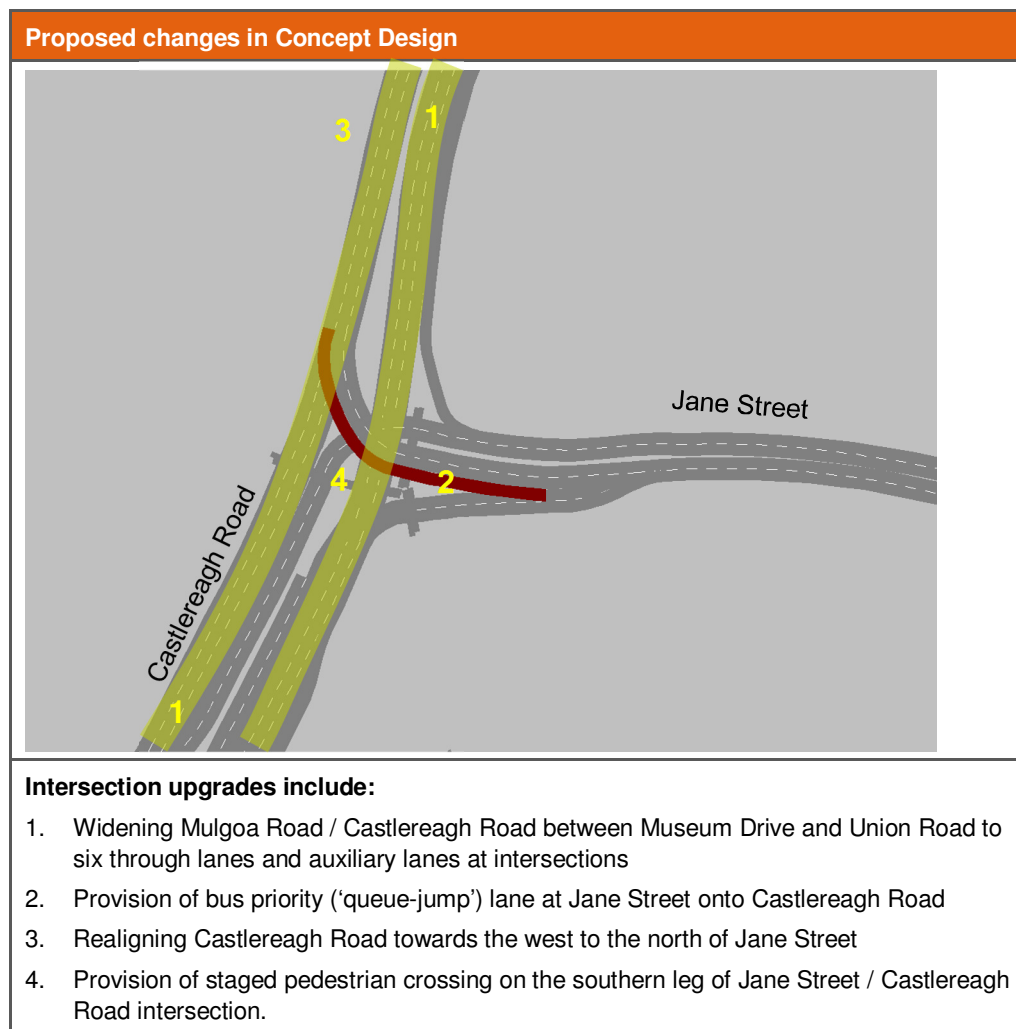 Proposed changes in Concept Design
3
1
Jane Street
4
2
Castlereagh Road
1
Intersection upgrades include:
1. Widening Mulgoa Road / Castlereagh Road between Museum Drive and Union Road to
six through lanes and auxiliary lanes at intersections
2. Provision of bus priority (‘queue-jump’) lane at Jane Street onto Castlereagh Road
3. Realigning Castlereagh Road towards the west to the north of Jane Street
4. Provision of staged pedestrian crossing on the southern leg of Jane Street / Castlereagh
Road intersection.